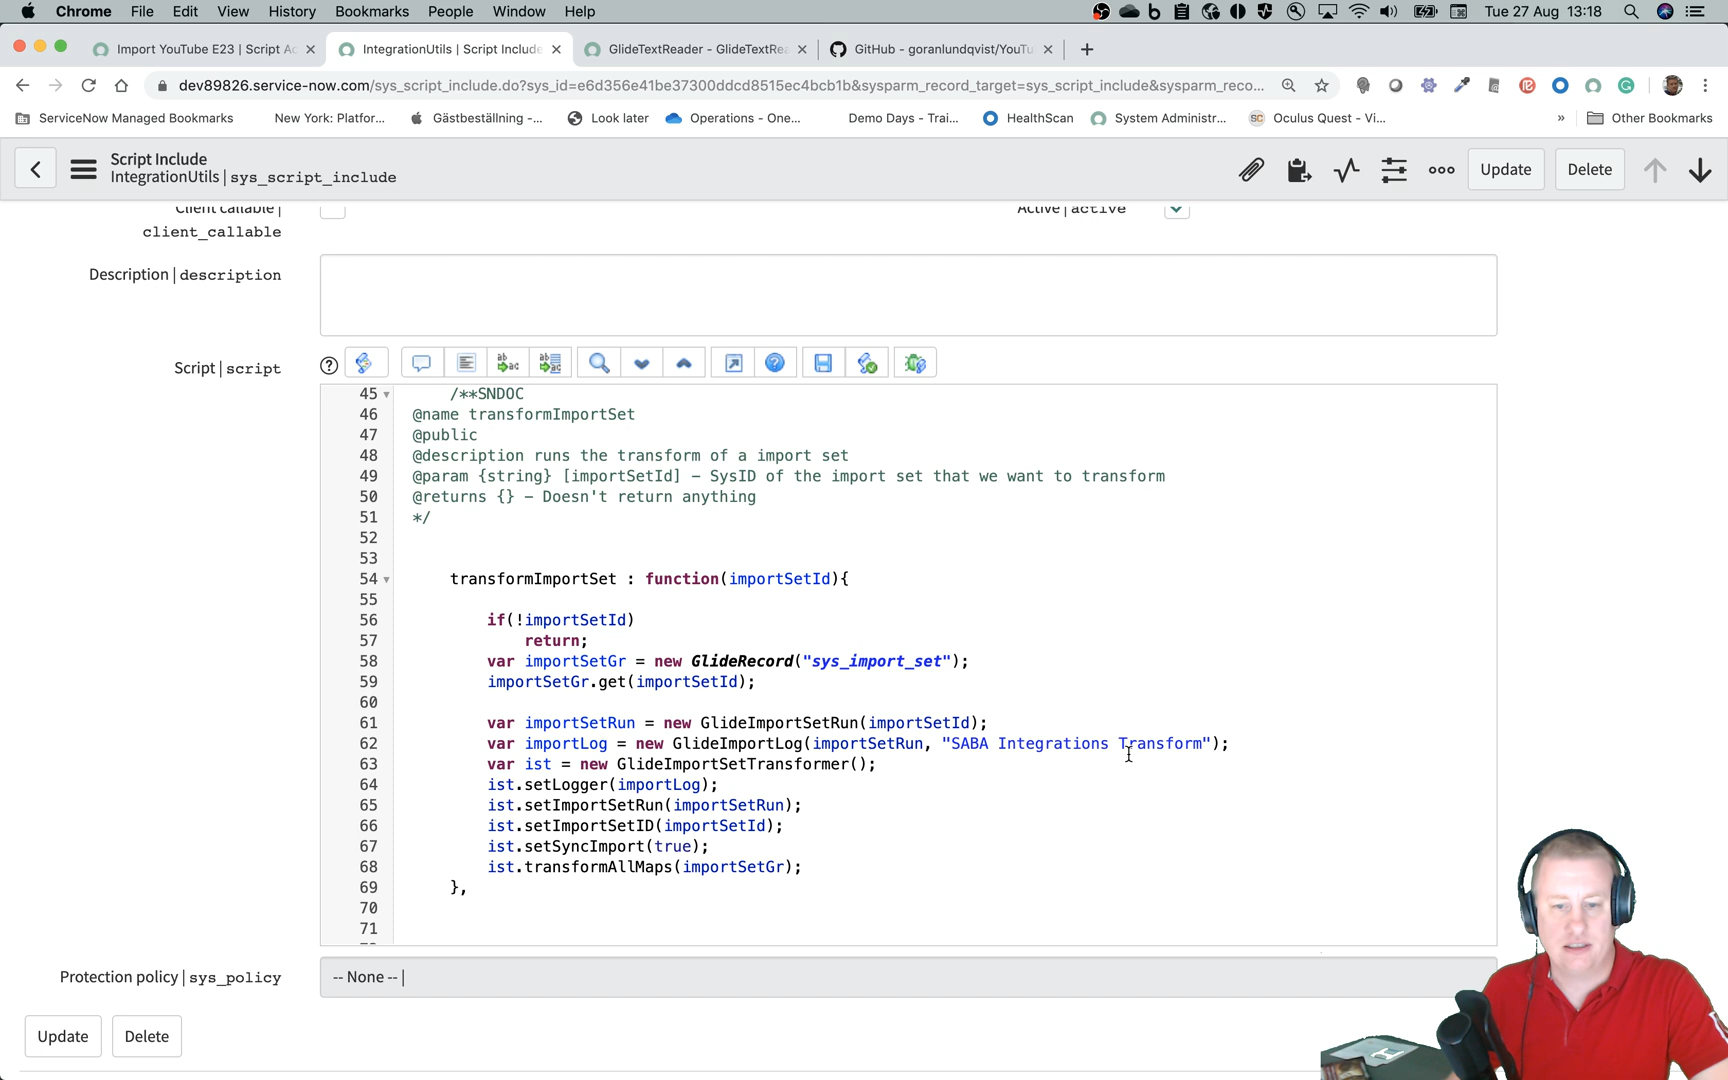 Chrome File Edit View History Bookmarks People Window Help Tue 27 Aug 13:18
Import YouTube E23 | Script Ac IntegrationUtils | Script Include GlideTextReader - GlideTextRea GitHub - goranlundqvist/YouTu
dev89826.service-now.com/sys_script_include.do?sys_id=e6d356e41be37300ddcd8515ec4bcb1b&sysparm_record_target=sys_script_include&sysparm_reco...
ServiceNow Managed Bookmarks New York: Platfor... Gästbeställning -... Look later Operations - One... Demo Days - Trai... HealthScan System Administr... Oculus Quest - Vi... » Other Bookmarks
Script Include
IntegrationUtils | sys_script_include
Update Delete
Client callable | Active | active
client_callable
Description | description
Script | script
45 /**SNDOC
46 @name transformImportSet
47 @public
48 @description runs the transform of a import set
49 @param {string} [importSetId] - SysID of the import set that we want to transform
50 @returns {} - Doesn't return anything
51 */
52
53
54 transformImportSet : function(importSetId){
55
56 if(!importSetId)
57 return;
58 var importSetGr = new GlideRecord("sys_import_set");
59 importSetGr.get(importSetId);
60
61 var importSetRun = new GlideImportSetRun(importSetId);
62 var importLog = new GlideImportLog(importSetRun, "SABA Integrations Transform");
63 var ist = new GlideImportSetTransformer();
64 ist.setLogger(importLog);
65 ist.setImportSetRun(importSetRun);
66 ist.setImportSetID(importSetId);
67 ist.setSyncImport(true);
68 ist.transformAllMaps(importSetGr);
69 },
70
71
Protection policy | sys_policy
-- None --
Update Delete